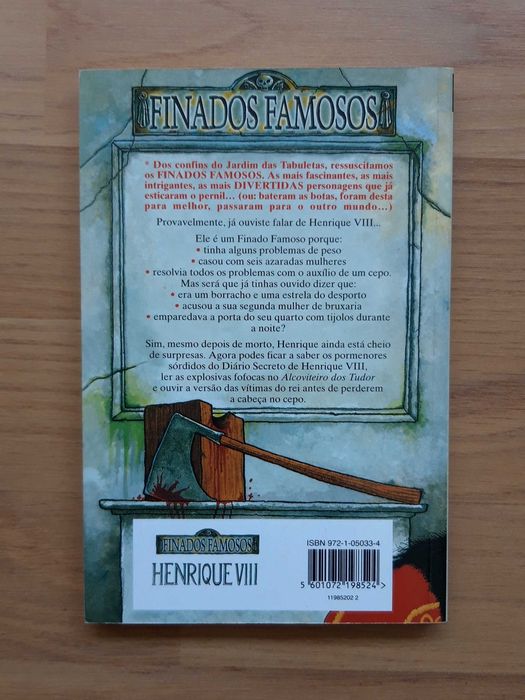 FINADOS FAMOSOS
* Dos confins do Jardim das Tabuletas, ressuscitamos
os FINADOS FAMOSOS. As mais fascinantes, as mais
intrigantes, as mais DIVERTIDAS personagens que já
esticaram o pernil... (ou: bateram as botas, foram desta
para melhor, passaram para o outro mundo...)
Provavelmente, já ouviste falar de Henrique VIII...
Ele é um Finado Famoso porque:
• tinha alguns problemas de peso
• casou com seis azaradas mulheres
• resolvia todos os problemas com o auxílio de um cepo.
Mas será que já tinhas ouvido dizer que:
• era um borracho e uma estrela do desporto
• acusou a sua segunda mulher de bruxaria
• emparedava a porta do seu quarto com tijolos durante
a noite?
Sim, mesmo depois de morto, Henrique ainda está cheio
de surpresas. Agora podes ficar a saber os pormenores
sórdidos do Diário Secreto de Henrique VIII,
ler as explosivas fofocas no Alcoviteiro dos Tudor
e ouvir a versão das vítimas do rei antes de perderem
a cabeça no cepo.
FINADOS FAMOSOS
HENRIQUE VIII
ISBN 972-1-05033-4
5 601072 198524 >
11985202 2